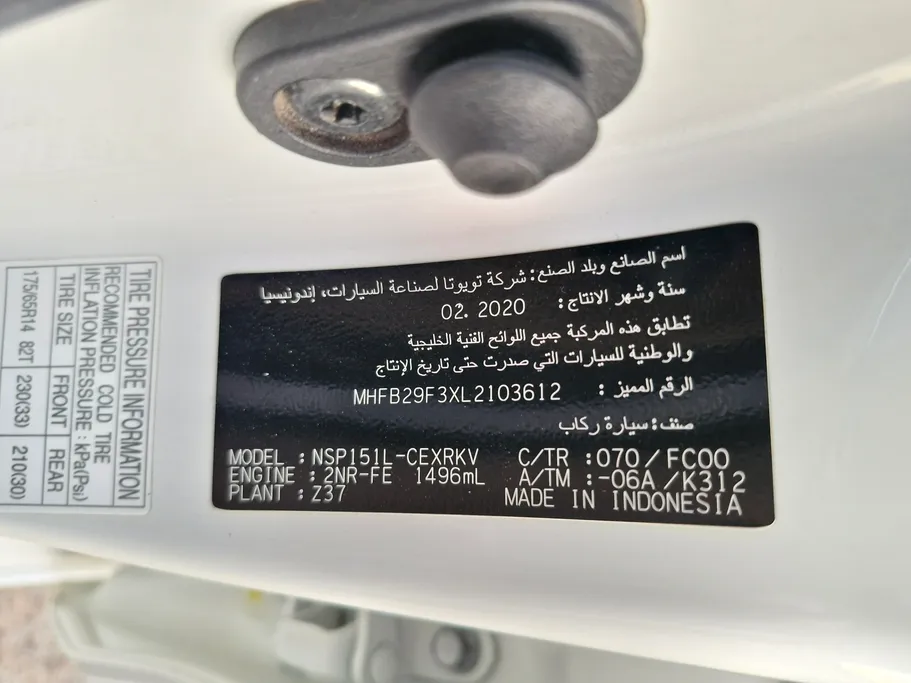 اسم الصانع وبلد الصنع: شركة تويوتا لصناعة السيارات، إندونيسيا
سنة وشهر الانتاج: 02. 2020
تطابق هذه المركبة جميع اللوائح الفنية الخليجية
والوطنية للسيارات التي صدرت حتى تاريخ الإنتاج
الرقم المميز : MHFB29F3XL2103612
صنف: سيارة ركاب
MODEL : NSP151L-CEXRKV C/TR :070/FC00
ENGINE : 2NR-FE 1496mL A/TM :-06A/K312
PLANT : Z37 MADE IN INDONESIA
TIRE PRESSURE INFORMATION
RECOMMENDED COLD TIRE
INFLATION PRESSURE : kPa(Psi)
TIRE SIZE FRONT REAR
175/65R14 82T 230(33) 210(30)